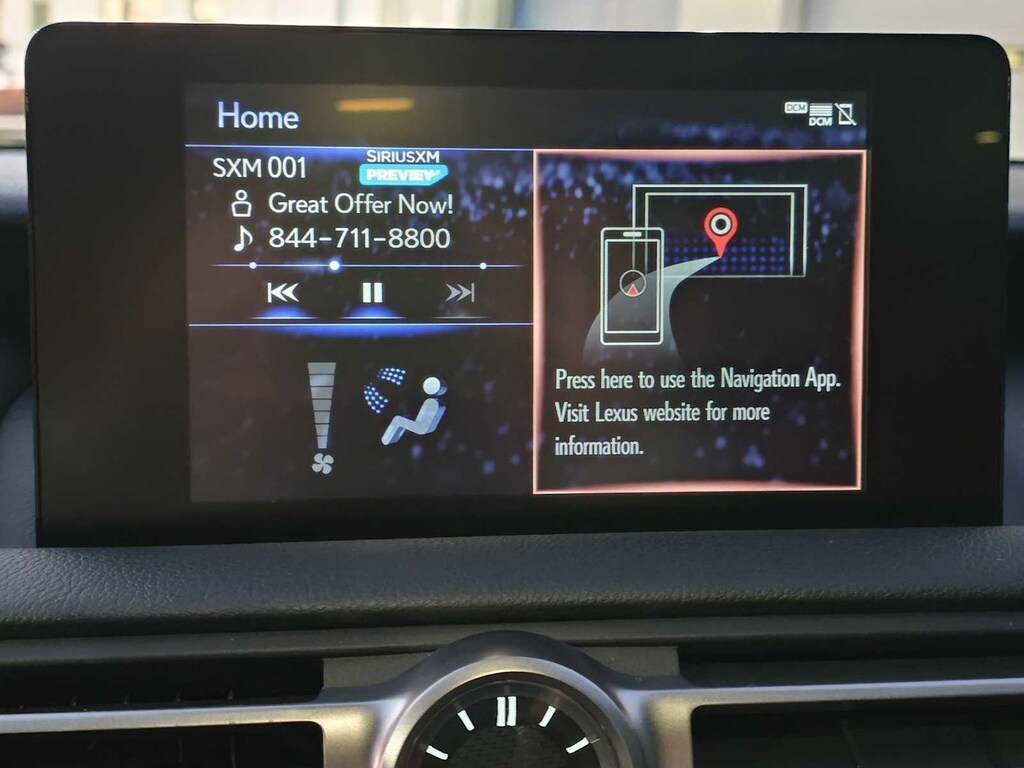 Home
DCM
DCM
SXM 001
SIRIUSXM
PREVIEW
Great Offer Now!
844-711-8800
Press here to use the Navigation App.
Visit Lexus website for more
information.